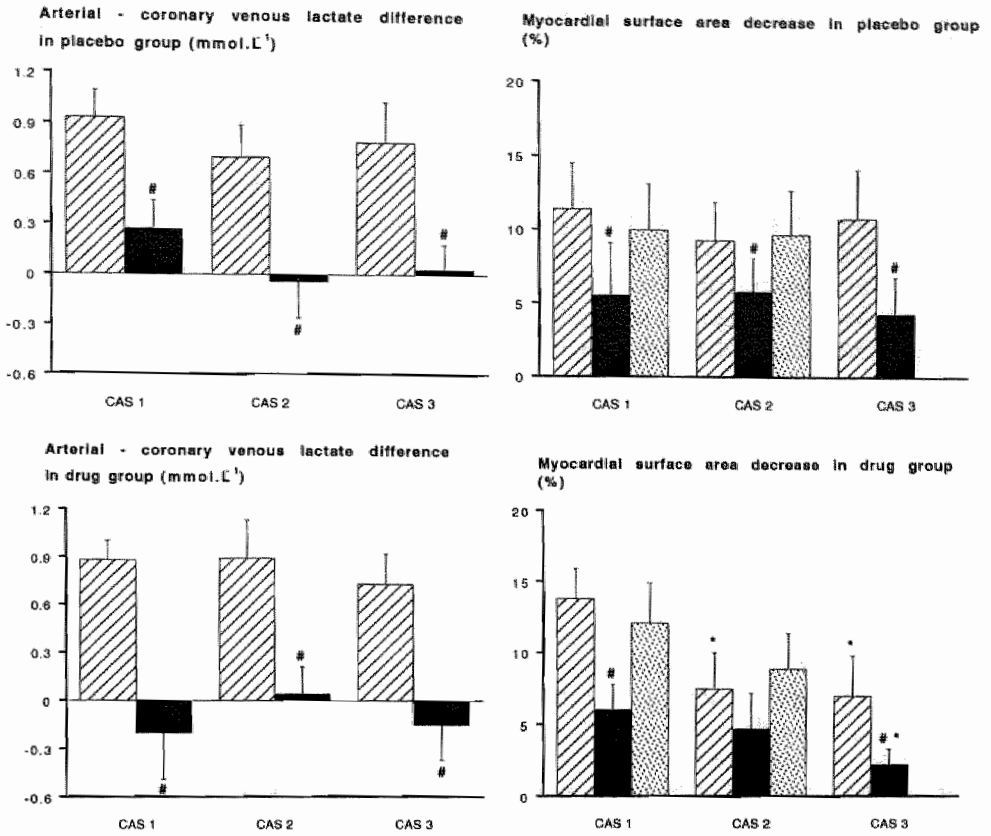 Arterial - coronary venous lactate difference
in placebo group (mmol.L¹)
1.2
0.9
0.6
0.3
0
-0.3
-0.6
#
#
#
CAS 1
CAS 2
CAS 3
Myocardial surface area decrease in placebo group
(%)
20
15
10
5
0
#
#
#
CAS 1
CAS 2
CAS 3
Arterial - coronary venous lactate difference
in drug group (mmol.L¹)
1.2
0.9
0.6
0.3
0
-0.3
-0.6
#
#
#
CAS 1
CAS 2
CAS 3
Myocardial surface area decrease in drug group
(%)
20
15
10
5
0
#
*
*
# *
CAS 1
CAS 2
CAS 3